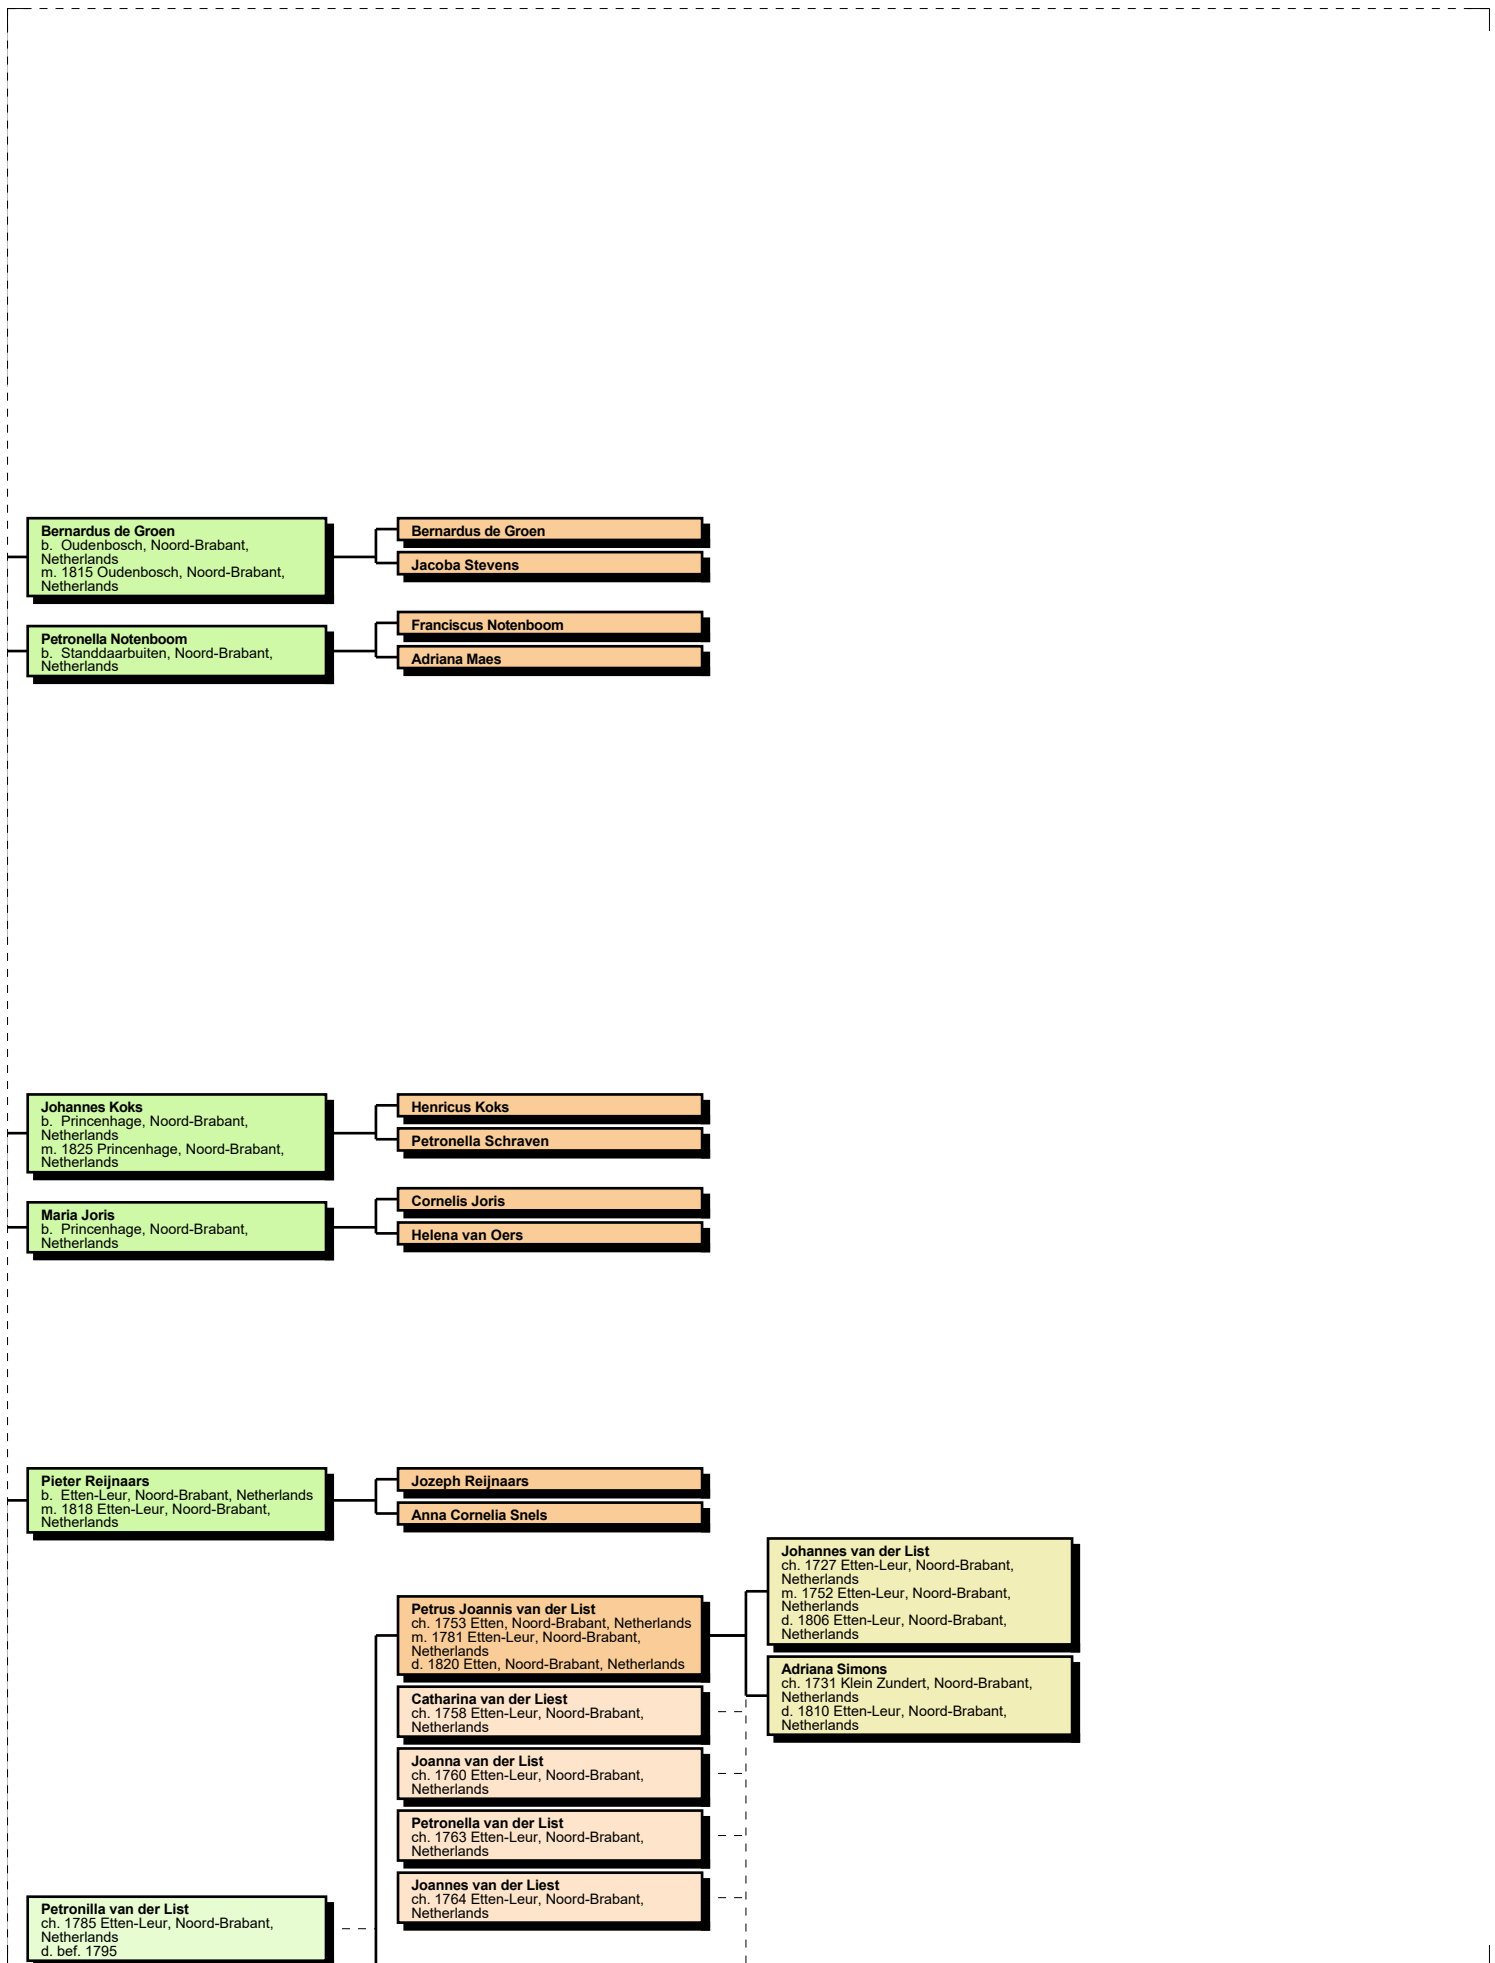 Bernardus de Groen
b.  Oudenbosch, Noord-Brabant,
Netherlands
m. 1815 Oudenbosch, Noord-Brabant,
Netherlands
Bernardus de Groen
Jacoba Stevens
Petronella Notenboom
b.  Standdaarbuiten, Noord-Brabant,
Netherlands
Franciscus Notenboom
Adriana Maes
Johannes Koks
b.  Princenhage, Noord-Brabant,
Netherlands
m. 1825 Princenhage, Noord-Brabant,
Netherlands
Henricus Koks
Petronella Schraven
Maria Joris
b.  Princenhage, Noord-Brabant,
Netherlands
Cornelis Joris
Helena van Oers
Pieter Reijnaars
b.  Etten-Leur, Noord-Brabant, Netherlands
m. 1818 Etten-Leur, Noord-Brabant,
Netherlands
Jozeph Reijnaars
Anna Cornelia Snels
Johannes van der List
ch. 1727 Etten-Leur, Noord-Brabant,
Netherlands
m. 1752 Etten-Leur, Noord-Brabant,
Netherlands
d. 1806 Etten-Leur, Noord-Brabant,
Netherlands
Petrus Joannis van der List
ch. 1753 Etten, Noord-Brabant, Netherlands
m. 1781 Etten-Leur, Noord-Brabant,
Netherlands
d. 1820 Etten, Noord-Brabant, Netherlands
Adriana Simons
ch. 1731 Klein Zundert, Noord-Brabant,
Netherlands
d. 1810 Etten-Leur, Noord-Brabant,
Netherlands
Catharina van der Liest
ch. 1758 Etten-Leur, Noord-Brabant,
Netherlands
Joanna van der List
ch. 1760 Etten-Leur, Noord-Brabant,
Netherlands
Petronella van der List
ch. 1763 Etten-Leur, Noord-Brabant,
Netherlands
Joannes van der Liest
ch. 1764 Etten-Leur, Noord-Brabant,
Netherlands
Petronilla van der List
ch. 1785 Etten-Leur, Noord-Brabant,
Netherlands
d. bef. 1795